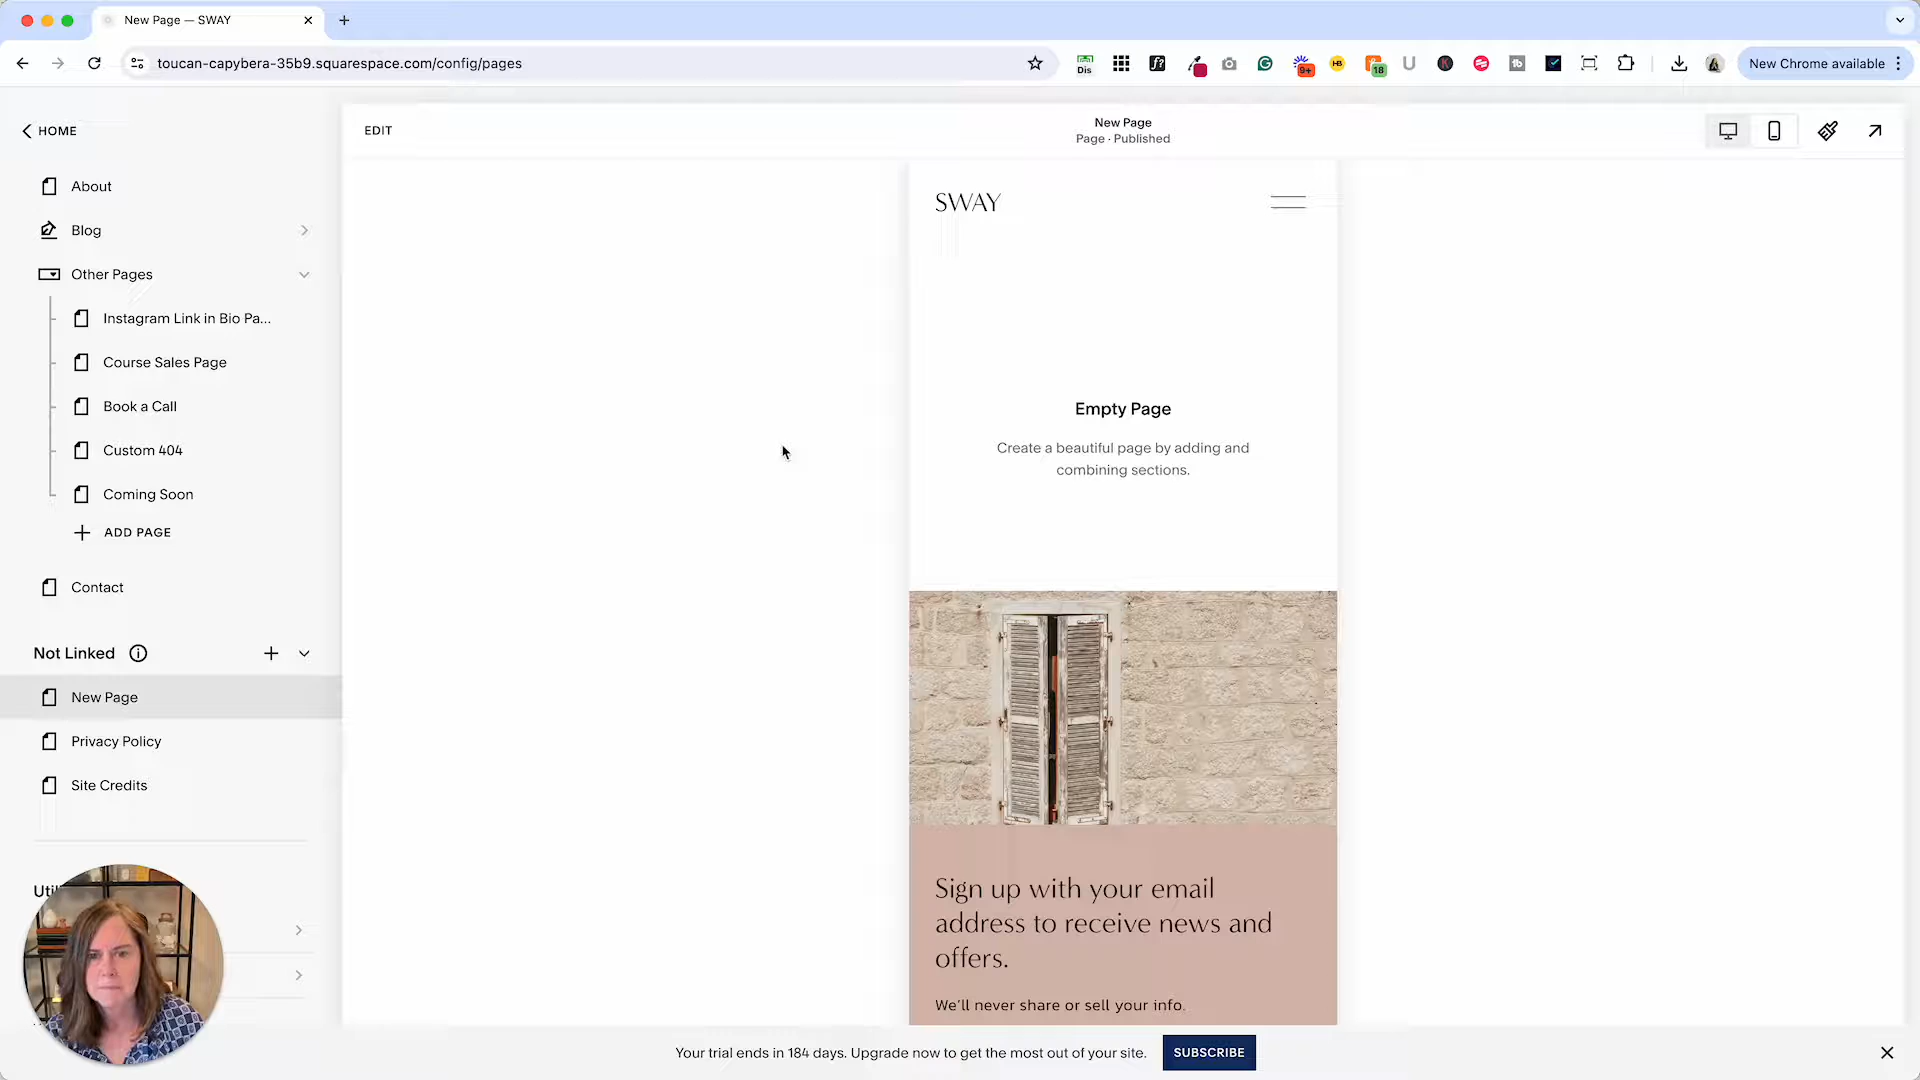 New Page — SWAY
toucan-capybera-35b9.squarespace.com/config/pages
Dis
f?
9+
HB
18
U
K
tb
New Chrome available
HOME
EDIT
New Page
Page · Published
About
Blog
Other Pages
Instagram Link in Bio Pa...
Course Sales Page
Book a Call
Custom 404
Coming Soon
ADD PAGE
Contact
Not Linked
New Page
Privacy Policy
Site Credits
SWAY
Empty Page
Create a beautiful page by adding and
combining sections.
Sign up with your email
address to receive news and
offers.
We'll never share or sell your info.
Your trial ends in 184 days. Upgrade now to get the most out of your site.
SUBSCRIBE